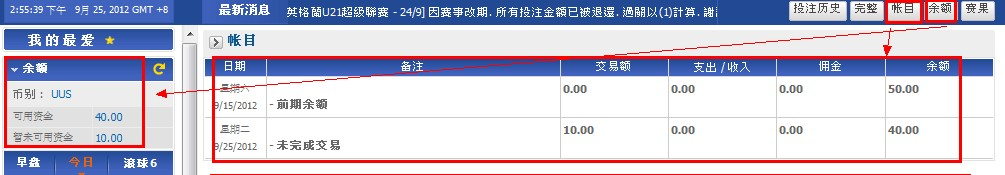 2:55:39 下午 9月 25, 2012 GMT +8
最新消息 英格蘭U21超級聯賽 - 24/9] 因賽事改期. 所有投注金額已被退還. 過關以(1)計算. 謝
投注历史 完整 帐目 余额 赛果
我的最爱
余额
币别： UUS
可用资金 40.00
暂未可用资金 10.00
早盘 今日 滚球6
帐目
日期 备注 交易额 支出 / 收入 佣金 余额
星期六 0.00 0.00 0.00 50.00
9/15/2012 - 前期余额
星期二 10.00 0.00 0.00 40.00
9/25/2012 - 未完成交易